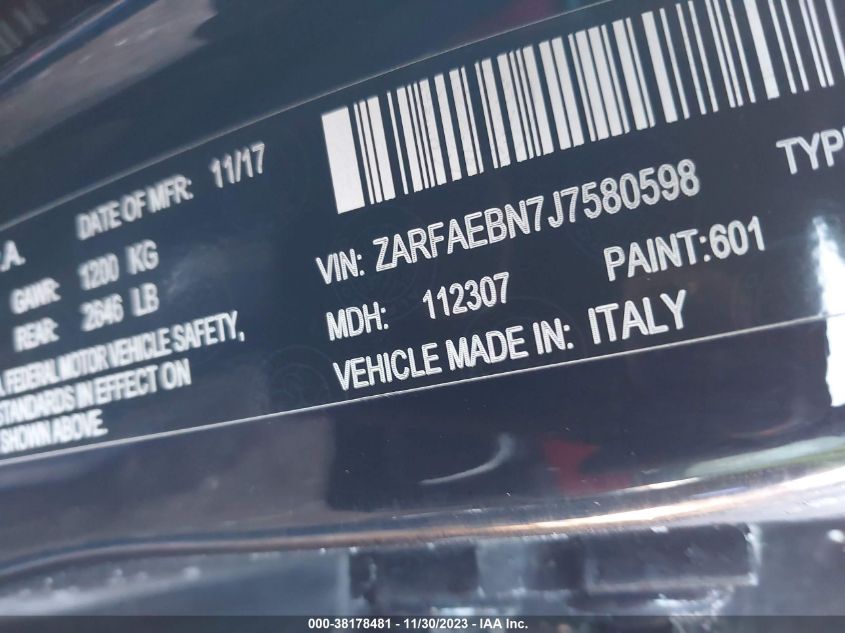 .A.
DATE OF MFR: 11/17
GAWR: 1200 KG
REAR: 2646 LB
FEDERAL MOTOR VEHICLE SAFETY,
STANDARDS IN EFFECT ON
SHOWN ABOVE.
VIN: ZARFAEBN7J7580598
TYPE
MDH: 112307
PAINT:601
VEHICLE MADE IN: ITALY
000-38178481 - 11/30/2023 - IAA, Inc.